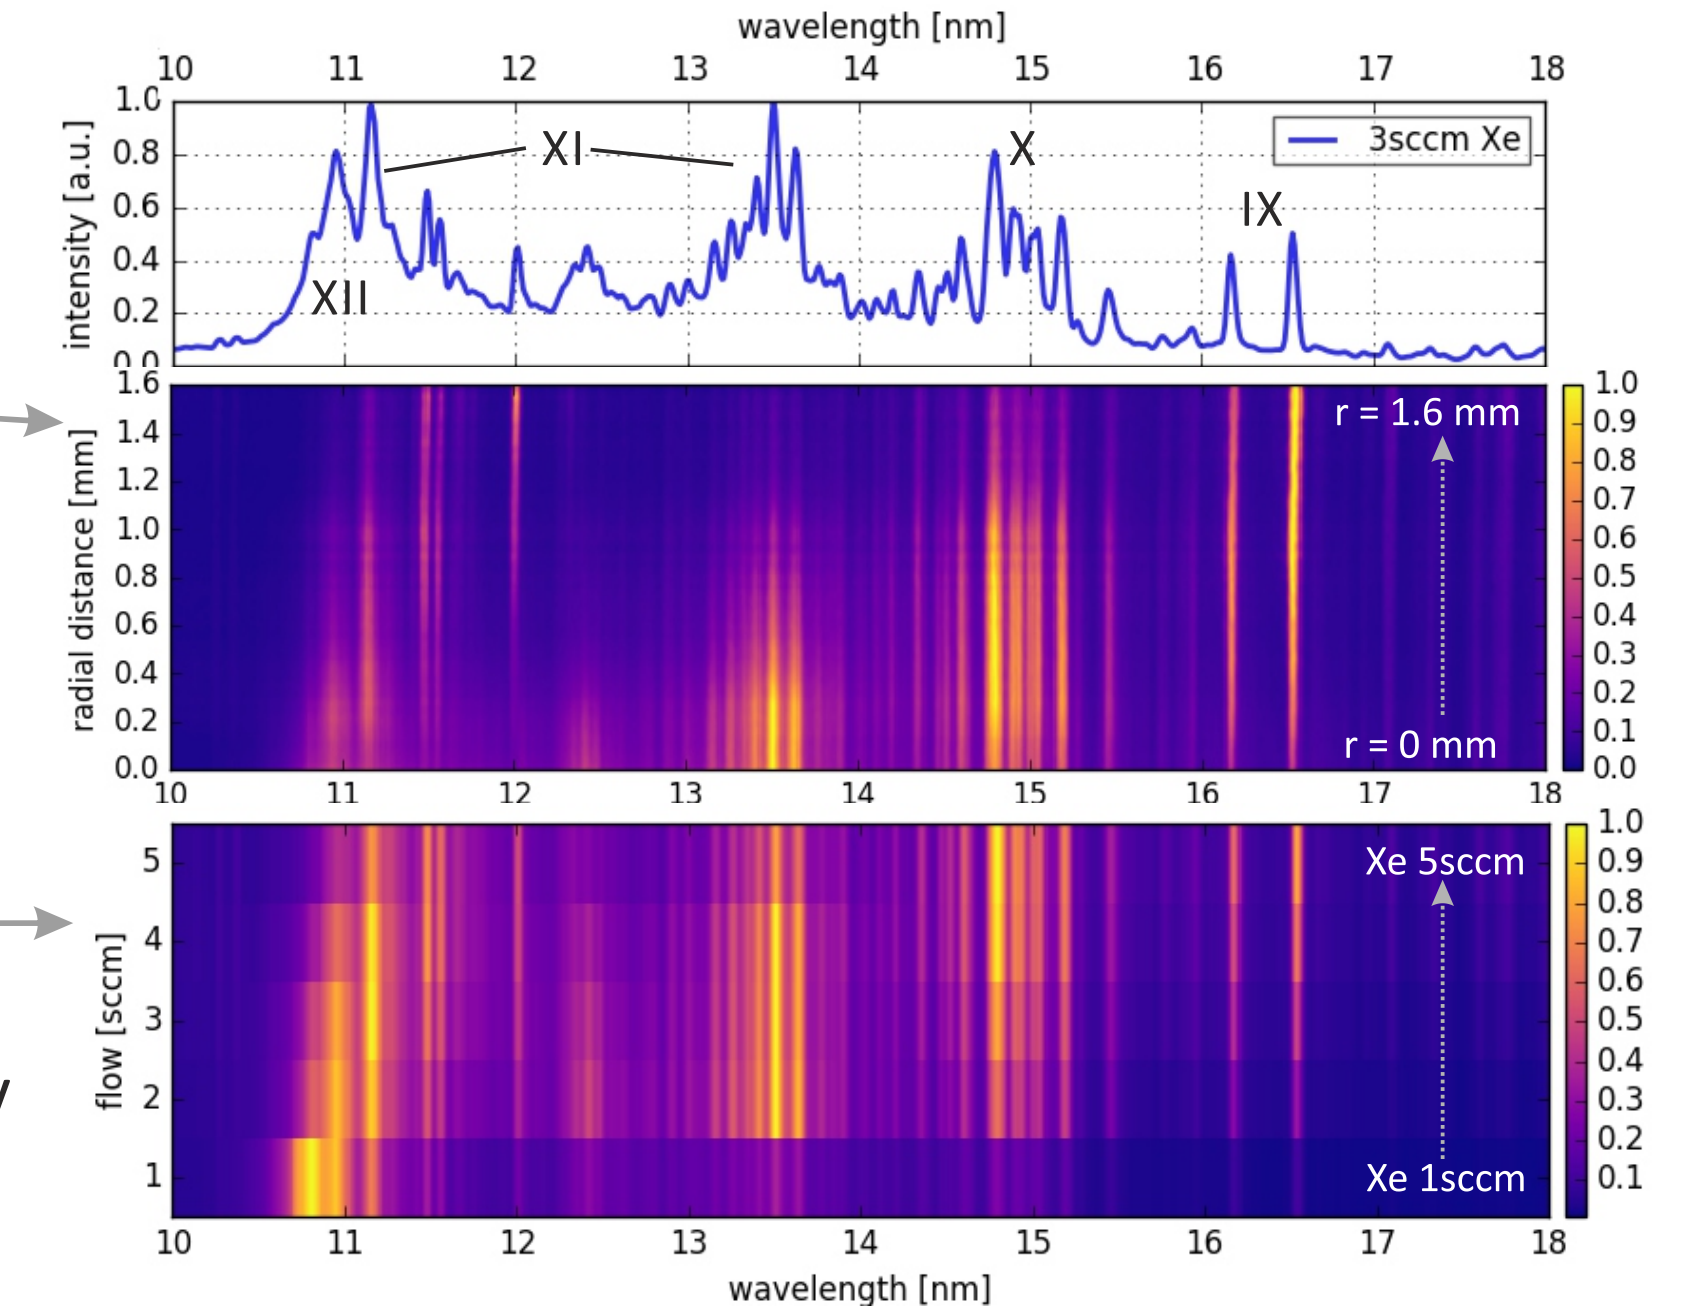 wavelength [nm]
10 11 12 13 14 15 16 17 18
intensity [a.u.]
1.0
0.8
0.6
0.4
0.2
0.0
3sccm Xe
XI
X
IX
XII
radial distance [mm]
1.6
1.4
1.2
1.0
0.8
0.6
0.4
0.2
0.0
r = 1.6 mm
r = 0 mm
1.0
0.9
0.8
0.7
0.6
0.5
0.4
0.3
0.2
0.1
0.0
10 11 12 13 14 15 16 17 18
flow [sccm]
5
4
3
2
1
Xe 5sccm
Xe 1sccm
1.0
0.9
0.8
0.7
0.6
0.5
0.4
0.3
0.2
0.1
10 11 12 13 14 15 16 17 18
wavelength [nm]